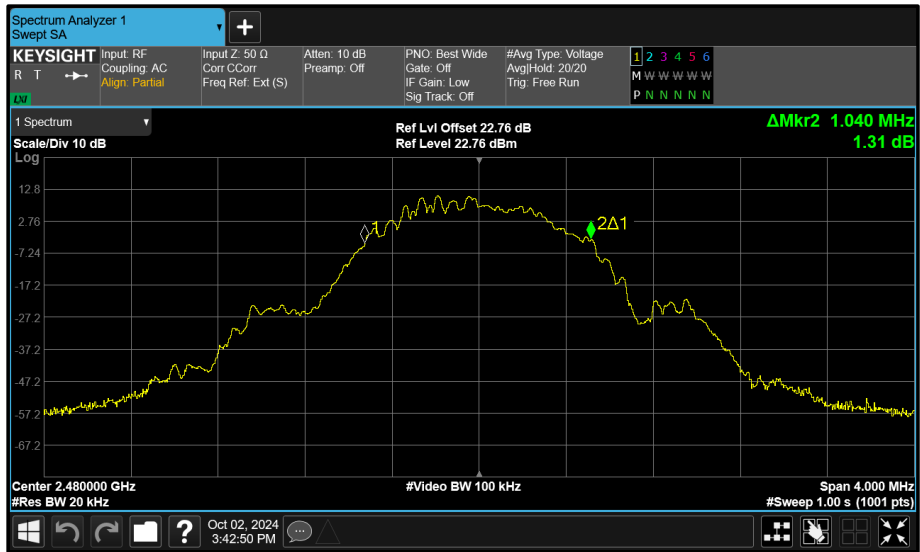 Spectrum Analyzer 1
Swept SA
KEYSIGHT
R T
LXI
Input: RF
Coupling: AC
Align: Partial
Input Z: 50 Ω
Corr CCorr
Freq Ref: Ext (S)
Atten: 10 dB
Preamp: Off
PNO: Best Wide
Gate: Off
IF Gain: Low
Sig Track: Off
#Avg Type: Voltage
Avg|Hold: 20/20
Trig: Free Run
1 2 3 4 5 6
M W W W W W
P N N N N N
1 Spectrum
Scale/Div 10 dB
Ref Lvl Offset 22.76 dB
Ref Level 22.76 dBm
ΔMkr2 1.040 MHz
1.31 dB
Log
12.8
2.76
-7.24
-17.2
-27.2
-37.2
-47.2
-57.2
-67.2
1
2Δ1
Center 2.480000 GHz
#Video BW 100 kHz
Span 4.000 MHz
#Res BW 20 kHz
#Sweep 1.00 s (1001 pts)
Oct 02, 2024
3:42:50 PM